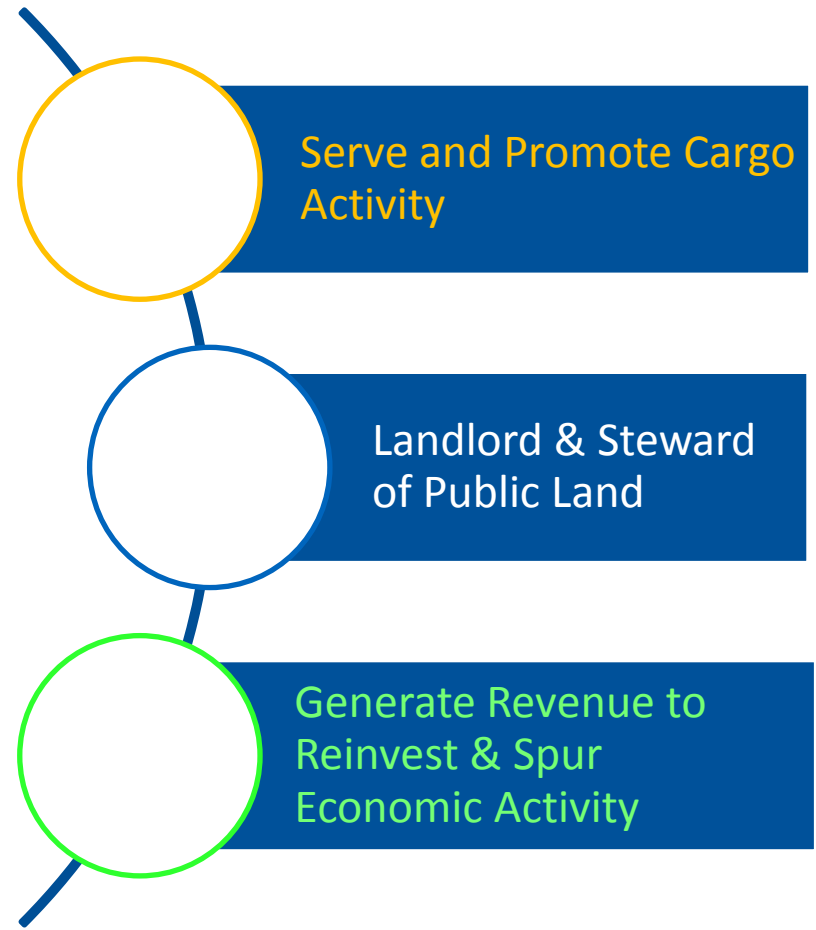 Serve and Promote Cargo
Activity
Landlord & Steward
of Public Land
Generate Revenue to
Reinvest & Spur
Economic Activity